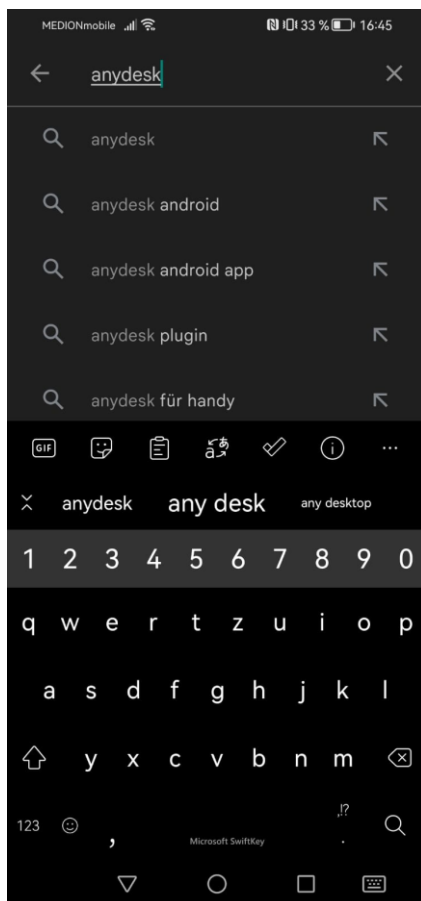 MEDIONmobile 33 % 16:45
anydesk
anydesk
anydesk android
anydesk android app
anydesk plugin
anydesk für handy
GIF
anydesk any desk any desktop
1 2 3 4 5 6 7 8 9 0
q w e r t z u i o p
a s d f g h j k l
y x c v b n m
,!?
123 , Microsoft SwiftKey .